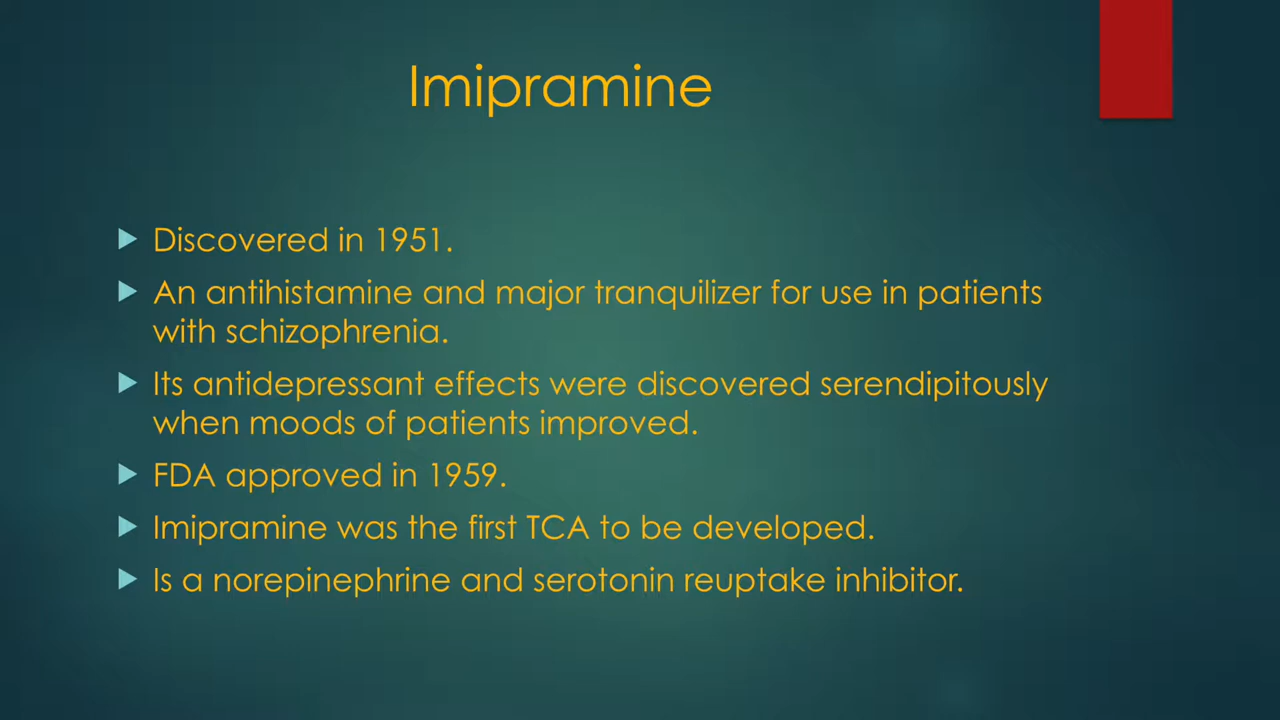 Imipramine
Discovered in 1951.
An antihistamine and major tranquilizer for use in patients
with schizophrenia.
Its antidepressant effects were discovered serendipitously
when moods of patients improved.
FDA approved in 1959.
Imipramine was the first TCA to be developed.
Is a norepinephrine and serotonin reuptake inhibitor.